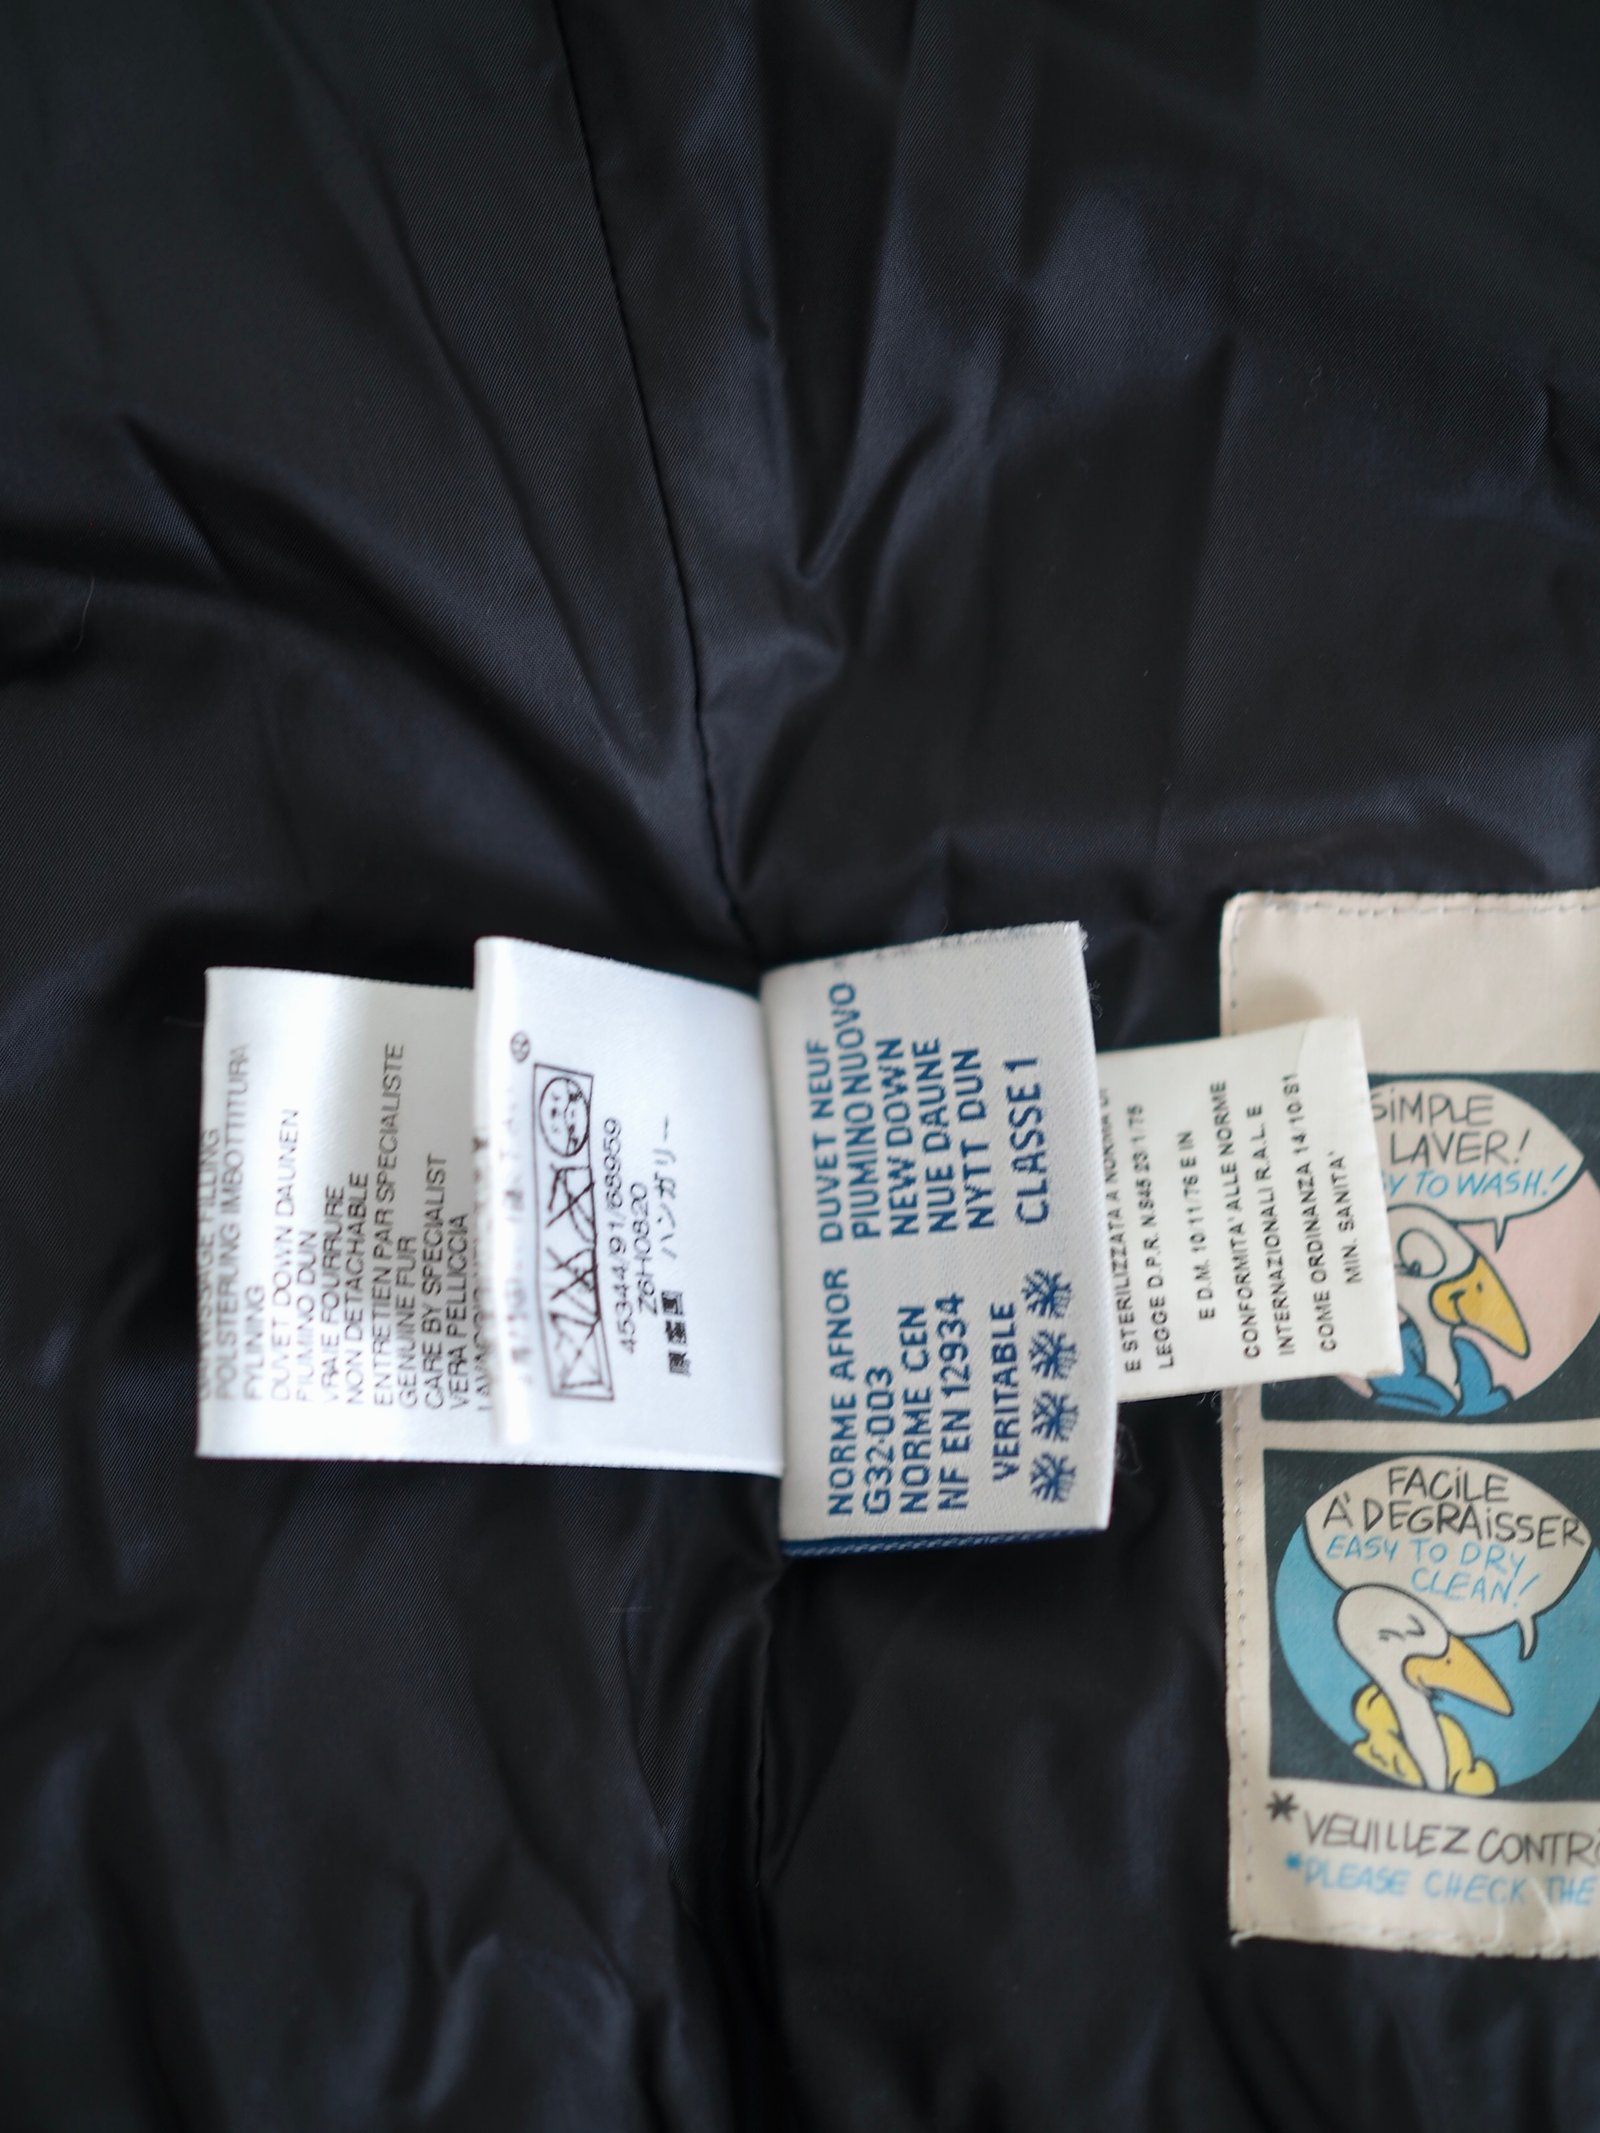 POLSTERUNG IMBOTTITURA
FYLNING
DUVET DOWN DAUNEN
PIUMINO DUN
VRAIE FOURRURE
NON DETACHABLE
ENTRETIEN PAR SPECIALISTE
GENUINE FUR
CARE BY SPECIALIST
VERA PELLICCIA
45344/91/68959
Z6H0820
ハンガリー
NORME AFNOR DUVET NEUF
G32·003 PIUMINO NUOVO
NORME CEN NEW DOWN
NF EN 12934 NUE DAUNE
NYTT DUN
VERITABLE
CLASSE 1
E STERILIZZATA A NORMA DI
LEGGE D.P.R. N.845 23 1 75
E D.M. 10 11 76 E IN
CONFORMITA' ALLE NORME
INTERNAZIONALI R.A.L. E
COME ORDINANZA 14/10/81
MIN. SANITA'
SiMPLE
LAVER!
Y TO WASH!
FACiLE
A' DEGRAiSSER
EASY TO DRY
CLEAN!
*VEUILLEZ CONTR
*PLEASE CHECK THE